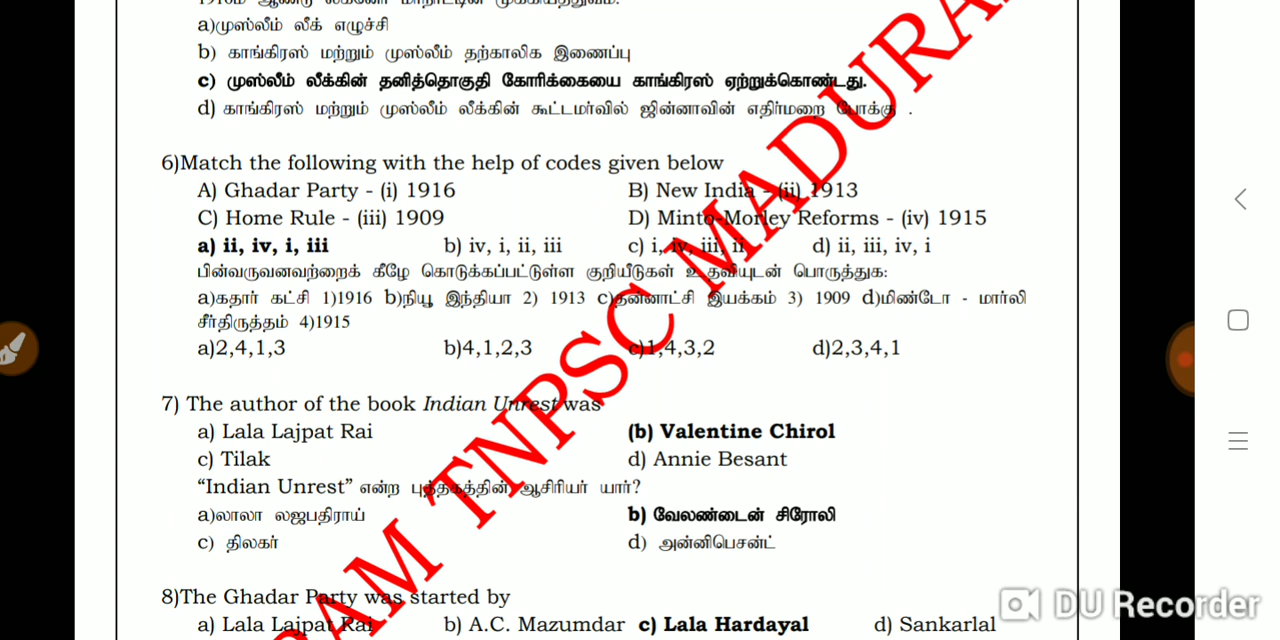 1916ம் ஆண்டு லக்னோ மாநாட்டின் முக்கியத்துவம்.
a)முஸ்லீம் லீக் எழுச்சி
b) காங்கிரஸ் மற்றும் முஸ்லீம் தற்காலிக இணைப்பு
c) முஸ்லீம் லீக்கின் தனித்தொகுதி கோரிக்கையை காங்கிரஸ் ஏற்றுக்கொண்டது.
d) காங்கிரஸ் மற்றும் முஸ்லீம் லீக்கின் கூட்டமர்வில் ஜின்னாவின் எதிர்மறை போக்கு .
6)Match the following with the help of codes given below
A) Ghadar Party - (i) 1916 B) New India - (ii) 1913
C) Home Rule - (iii) 1909 D) Minto-Morley Reforms - (iv) 1915
a) ii, iv, i, iii b) iv, i, ii, iii c) i, iv, iii, ii d) ii, iii, iv, i
பின்வருவனவற்றைக் கீழே கொடுக்கப்பட்டுள்ள குறியீடுகள் உதவியுடன் பொருத்துக:
a)கதார் கட்சி 1)1916 b)நியூ இந்தியா 2) 1913 c)தன்னாட்சி இயக்கம் 3) 1909 d)மிண்டோ - மார்லி
சீர்திருத்தம் 4)1915
a)2,4,1,3 b)4,1,2,3 c)1,4,3,2 d)2,3,4,1
7) The author of the book Indian Unrest was
a) Lala Lajpat Rai (b) Valentine Chirol
c) Tilak d) Annie Besant
“Indian Unrest” என்ற புத்தகத்தின் ஆசிரியர் யார்?
a)லாலா லஜபதிராய் b) வேலண்டைன் சிரோலி
c) திலகர் d) அன்னிபெசன்ட்
8)The Ghadar Party was started by
a) Lala Lajpat Rai b) A.C. Mazumdar c) Lala Hardayal d) Sankarlal
RAM TNPSC MADURA
DU Recorder